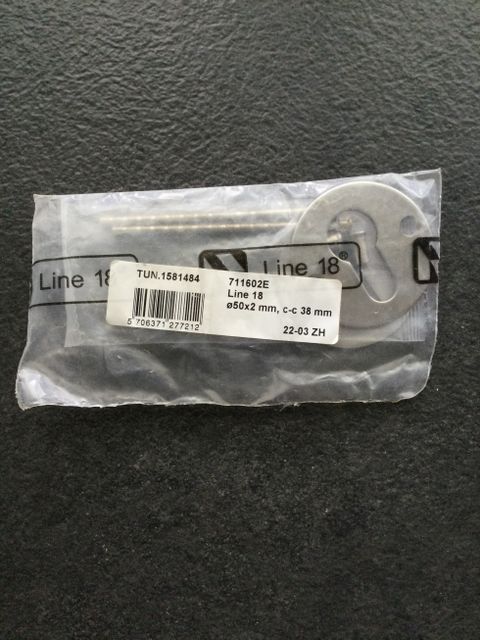 Line 18
Line 18®
TUN.1581484
711602E
Line 18
ø50x2 mm, c-c 38 mm
5 706371 277212
22-03 ZH